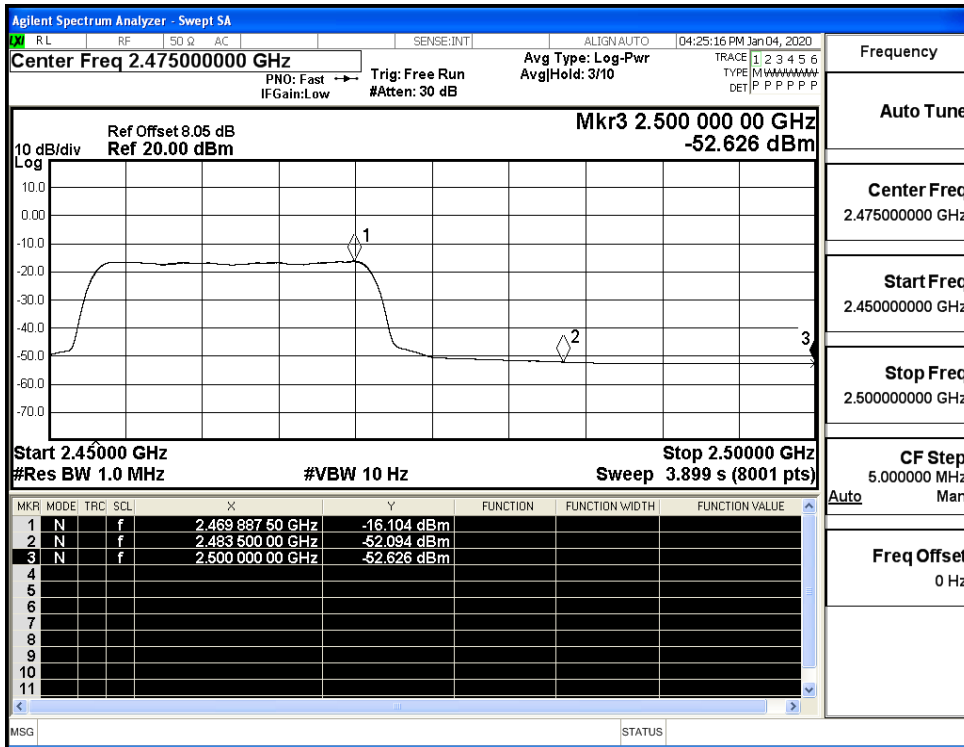 Agilent Spectrum Analyzer - Swept SA
LXI RL RF 50 Ω AC SENSE:INT ALIGN AUTO 04:25:16 PM Jan 04, 2020
Center Freq 2.475000000 GHz
PNO: Fast
IFGain:Low
Trig: Free Run
#Atten: 30 dB
Avg Type: Log-Pwr
Avg|Hold: 3/10
TRACE 1 2 3 4 5 6
TYPE M WWWWW
DET P P P P P P
Mkr3 2.500 000 00 GHz
-52.626 dBm
Ref Offset 8.05 dB
10 dB/div Ref 20.00 dBm
Log
10.0
0.00
-10.0
-20.0
-30.0
-40.0
-50.0
-60.0
-70.0
1
2
3
Start 2.45000 GHz Stop 2.50000 GHz
#Res BW 1.0 MHz #VBW 10 Hz Sweep 3.899 s (8001 pts)
MKR MODE TRC SCL X Y FUNCTION FUNCTION WIDTH FUNCTION VALUE
1 N f 2.469 887 50 GHz -16.104 dBm
2 N f 2.483 500 00 GHz -52.094 dBm
3 N f 2.500 000 00 GHz -52.626 dBm
4
5
6
7
8
9
10
11
MSG STATUS
Frequency
Auto Tune
Center Freq
2.475000000 GHz
Start Freq
2.450000000 GHz
Stop Freq
2.500000000 GHz
CF Step
5.000000 MHz
Auto Man
Freq Offset
0 Hz